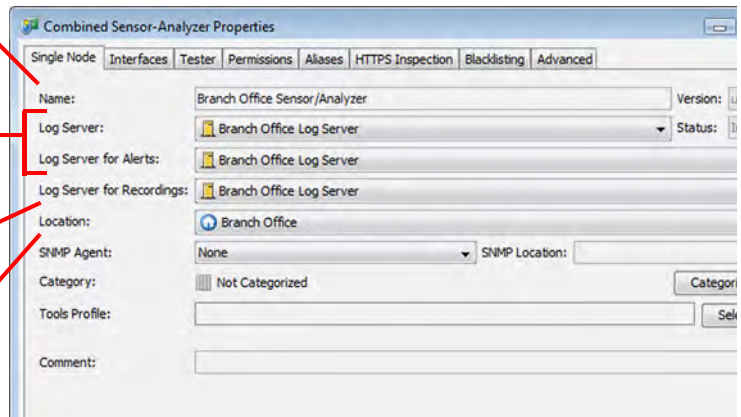 Combined Sensor-Analyzer Properties
Single Node Interfaces Tester Permissions Aliases HTTPS Inspection Blacklisting Advanced
Name: Branch Office Sensor/Analyzer Version:
Log Server: Branch Office Log Server Status:
Log Server for Alerts: Branch Office Log Server
Log Server for Recordings: Branch Office Log Server
Location: Branch Office
SNMP Agent: None SNMP Location:
Category: Not Categorized Categori
Tools Profile: Sele
Comment: